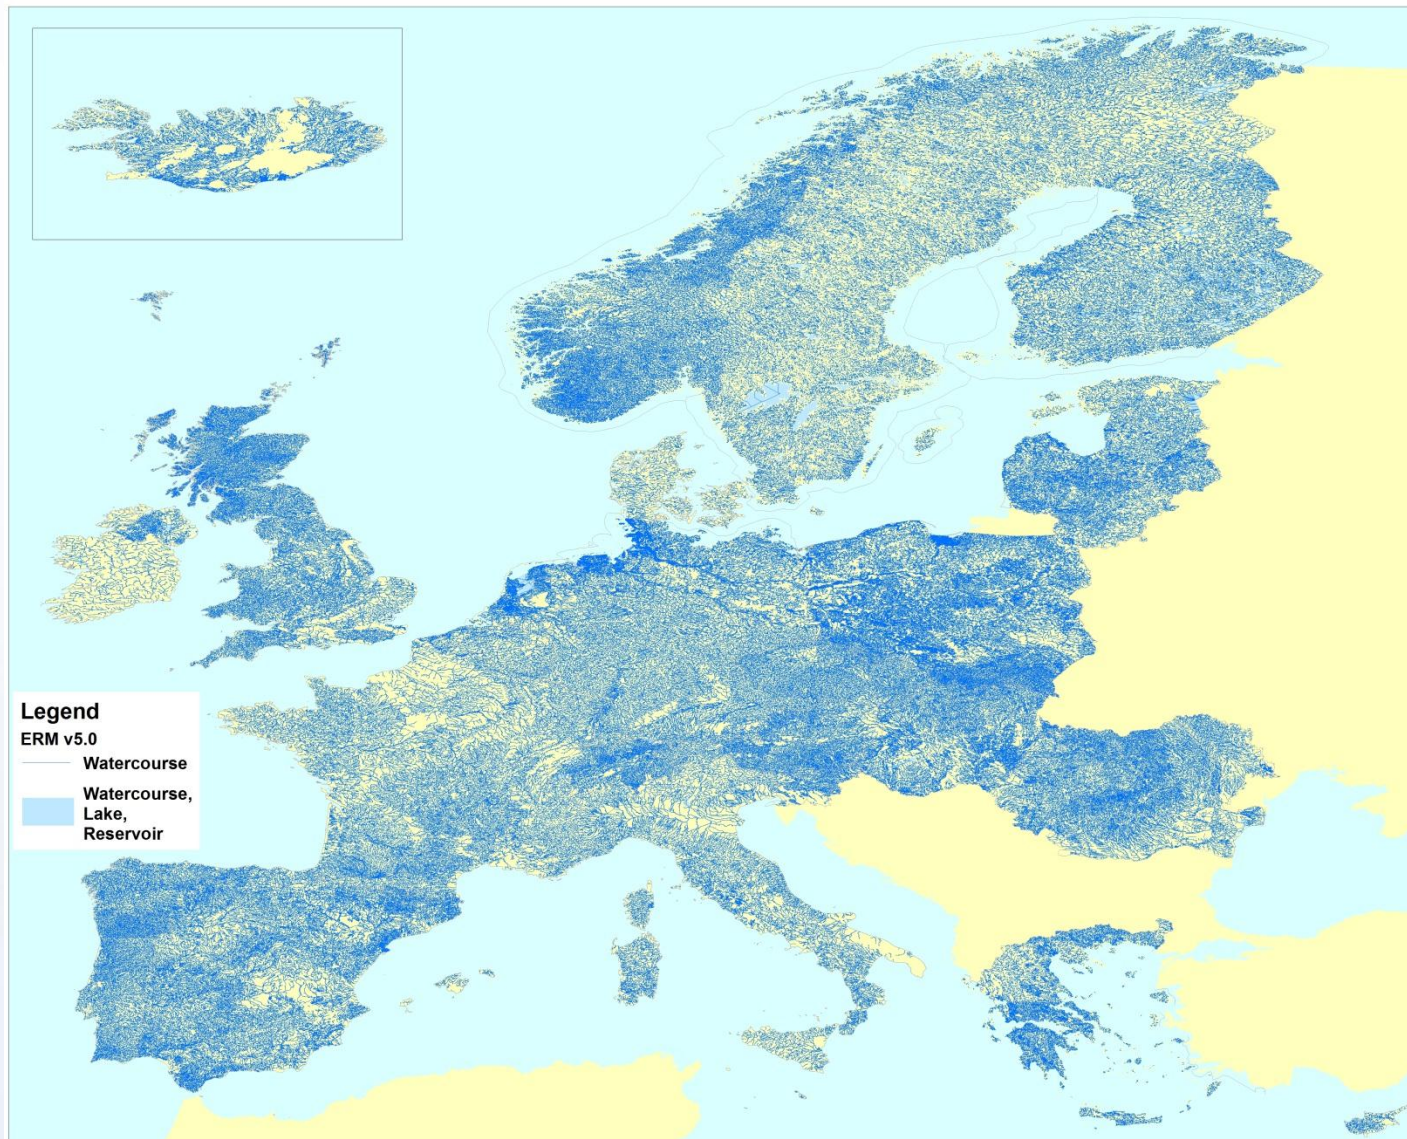 Legend
ERM v5.0
Watercourse
Watercourse,
Lake,
Reservoir